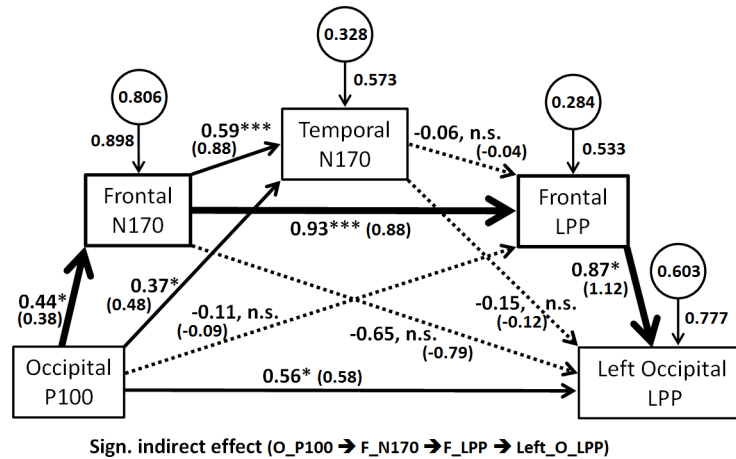 0.328
0.806
0.573
0.284
0.898
0.59***
(0.88)
Temporal
N170
-0.06, n.s.
(-0.04)
0.533
Frontal
N170
Frontal
LPP
0.93*** (0.88)
0.603
0.44*
(0.38)
0.37*
(0.48)
-0.11, n.s.
(-0.09)
-0.15, n.s.
(-0.12)
0.87*
(1.12)
-0.65, n.s.
(-0.79)
0.777
Occipital
P100
0.56* (0.58)
Left Occipital
LPP
Sign. indirect effect (O_P100 ➔ F_N170 ➔F_LPP ➔ Left_O_LPP)